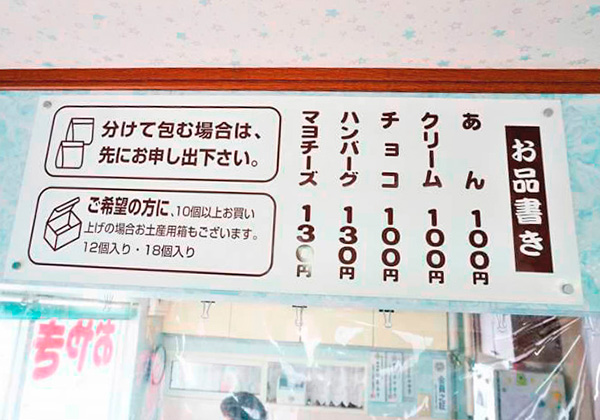 お品書き
あん 100円
クリーム 100円
チョコ 100円
ハンバーグ 130円
マヨチーズ 130円
分けて包む場合は、
先にお申し出下さい。
ご希望の方に、10個以上お買い
上げの場合お土産用箱もございます。
12個入り・18個入り
おやき